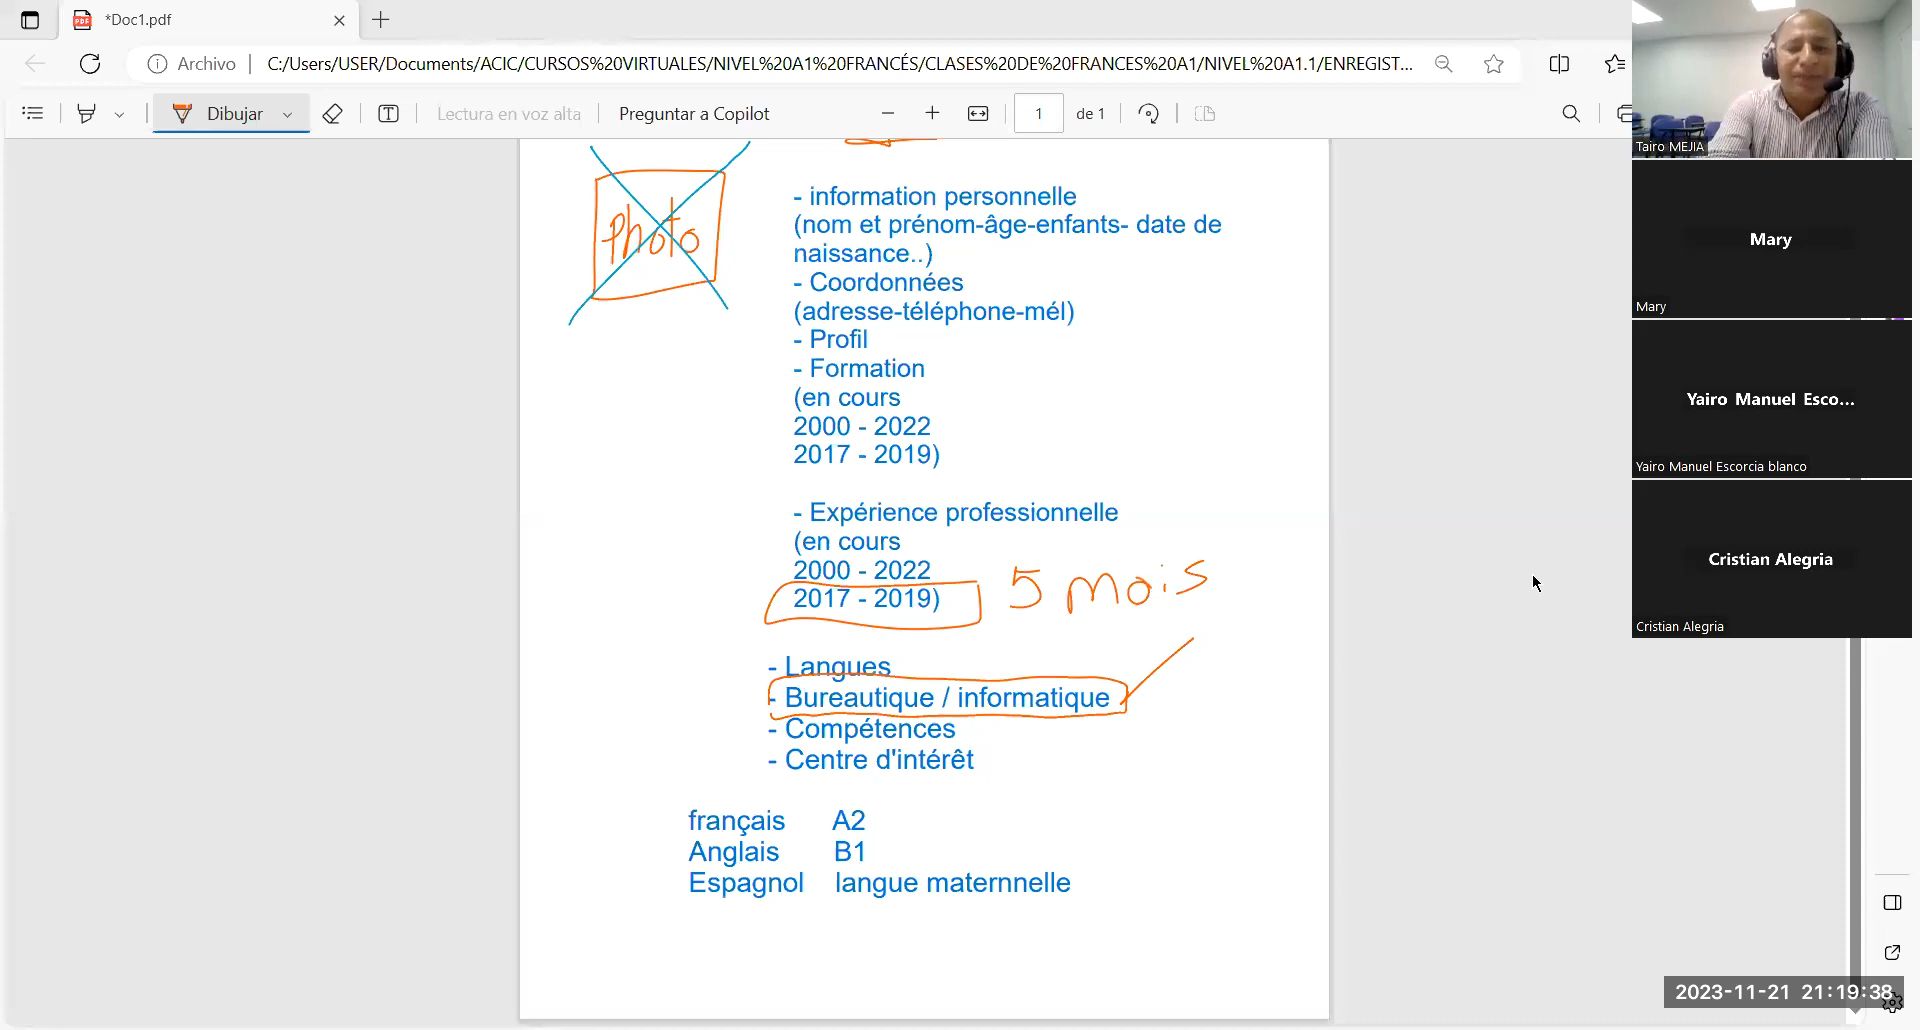 *Doc1.pdf
Archivo C:/Users/USER/Documents/ACIC/CURSOS%20VIRTUALES/NIVEL%20A1%20FRANCÉS/CLASES%20DE%20FRANCES%20A1/NIVEL%20A1.1/ENREGIST...
Dibujar Lectura en voz alta Preguntar a Copilot 1 de 1
Photo
- information personnelle
(nom et prénom-âge-enfants- date de
naissance..)
- Coordonnées
(adresse-téléphone-mél)
- Profil
- Formation
(en cours
2000 - 2022
2017 - 2019)
- Expérience professionnelle
(en cours
2000 - 2022
2017 - 2019) 5 mois
- Langues
- Bureautique / informatique
- Compétences
- Centre d'intérêt
français A2
Anglais B1
Espagnol langue maternnelle
Tairo MEJIA
Mary
Mary
Yairo Manuel Esco...
Yairo Manuel Escorcia blanco
Cristian Alegria
Cristian Alegria
2023-11-21 21:19:38